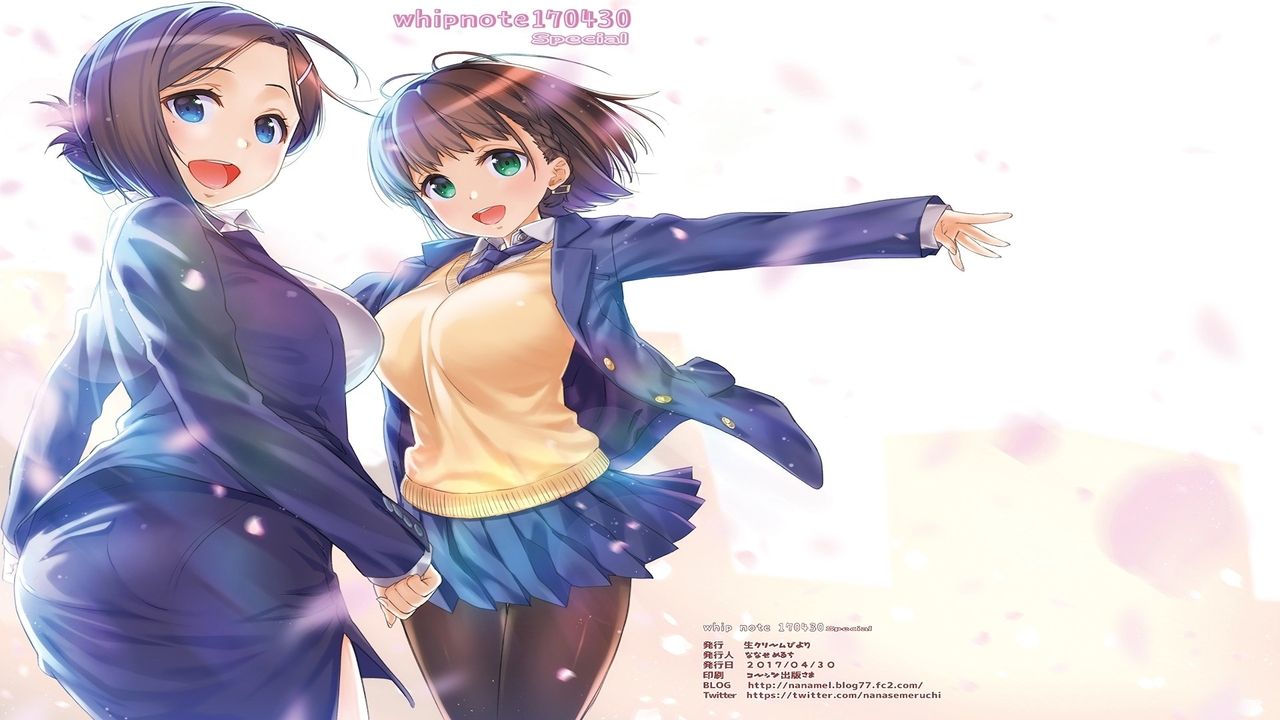 whipnote170430
Special
whip note 170430 Special
発行 生クリームびより
発行人 ななせめるち
発行日 2017/04/30
印刷 コーシン出版さま
BLOG http://nanamel.blog77.fc2.com/
Twitter https://twitter.com/nanasemeruchi